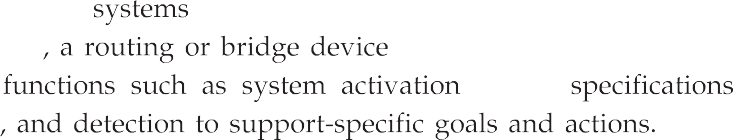 systems
, a routing or bridge device
functions such as system activation specifications
, and detection to support-specific goals and actions.